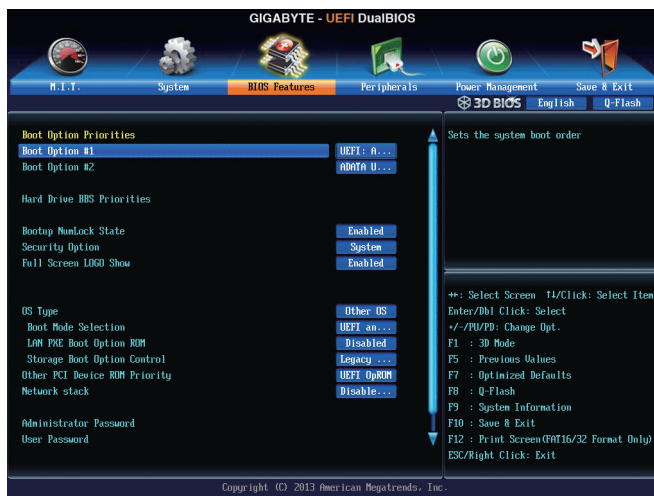 GIGABYTE - UEFI DualBIOS
M.I.T.
System
BIOS Features
Peripherals
Power Management
Save & Exit
3D BIOS
English
Q-Flash
Boot Option Priorities
Boot Option #1 UEFI: A...
Boot Option #2 ADATA U...
Hard Drive BBS Priorities
Bootup NumLock State Enabled
Security Option System
Full Screen LOGO Show Enabled
OS Type Other OS
Boot Mode Selection UEFI an...
LAN PXE Boot Option ROM Disabled
Storage Boot Option Control Legacy ...
Other PCI Device ROM Priority UEFI OpROM
Network stack Disable...
Administrator Password
User Password
Sets the system boot order
↔: Select Screen ↑↓/Click: Select Item
Enter/Dbl Click: Select
+/-/PU/PD: Change Opt.
F1 : 3D Mode
F5 : Previous Values
F7 : Optimized Defaults
F8 : Q-Flash
F9 : System Information
F10 : Save & Exit
F12 : Print Screen(FAT16/32 Format Only)
ESC/Right Click: Exit
Copyright (C) 2013 American Megatrends, Inc.